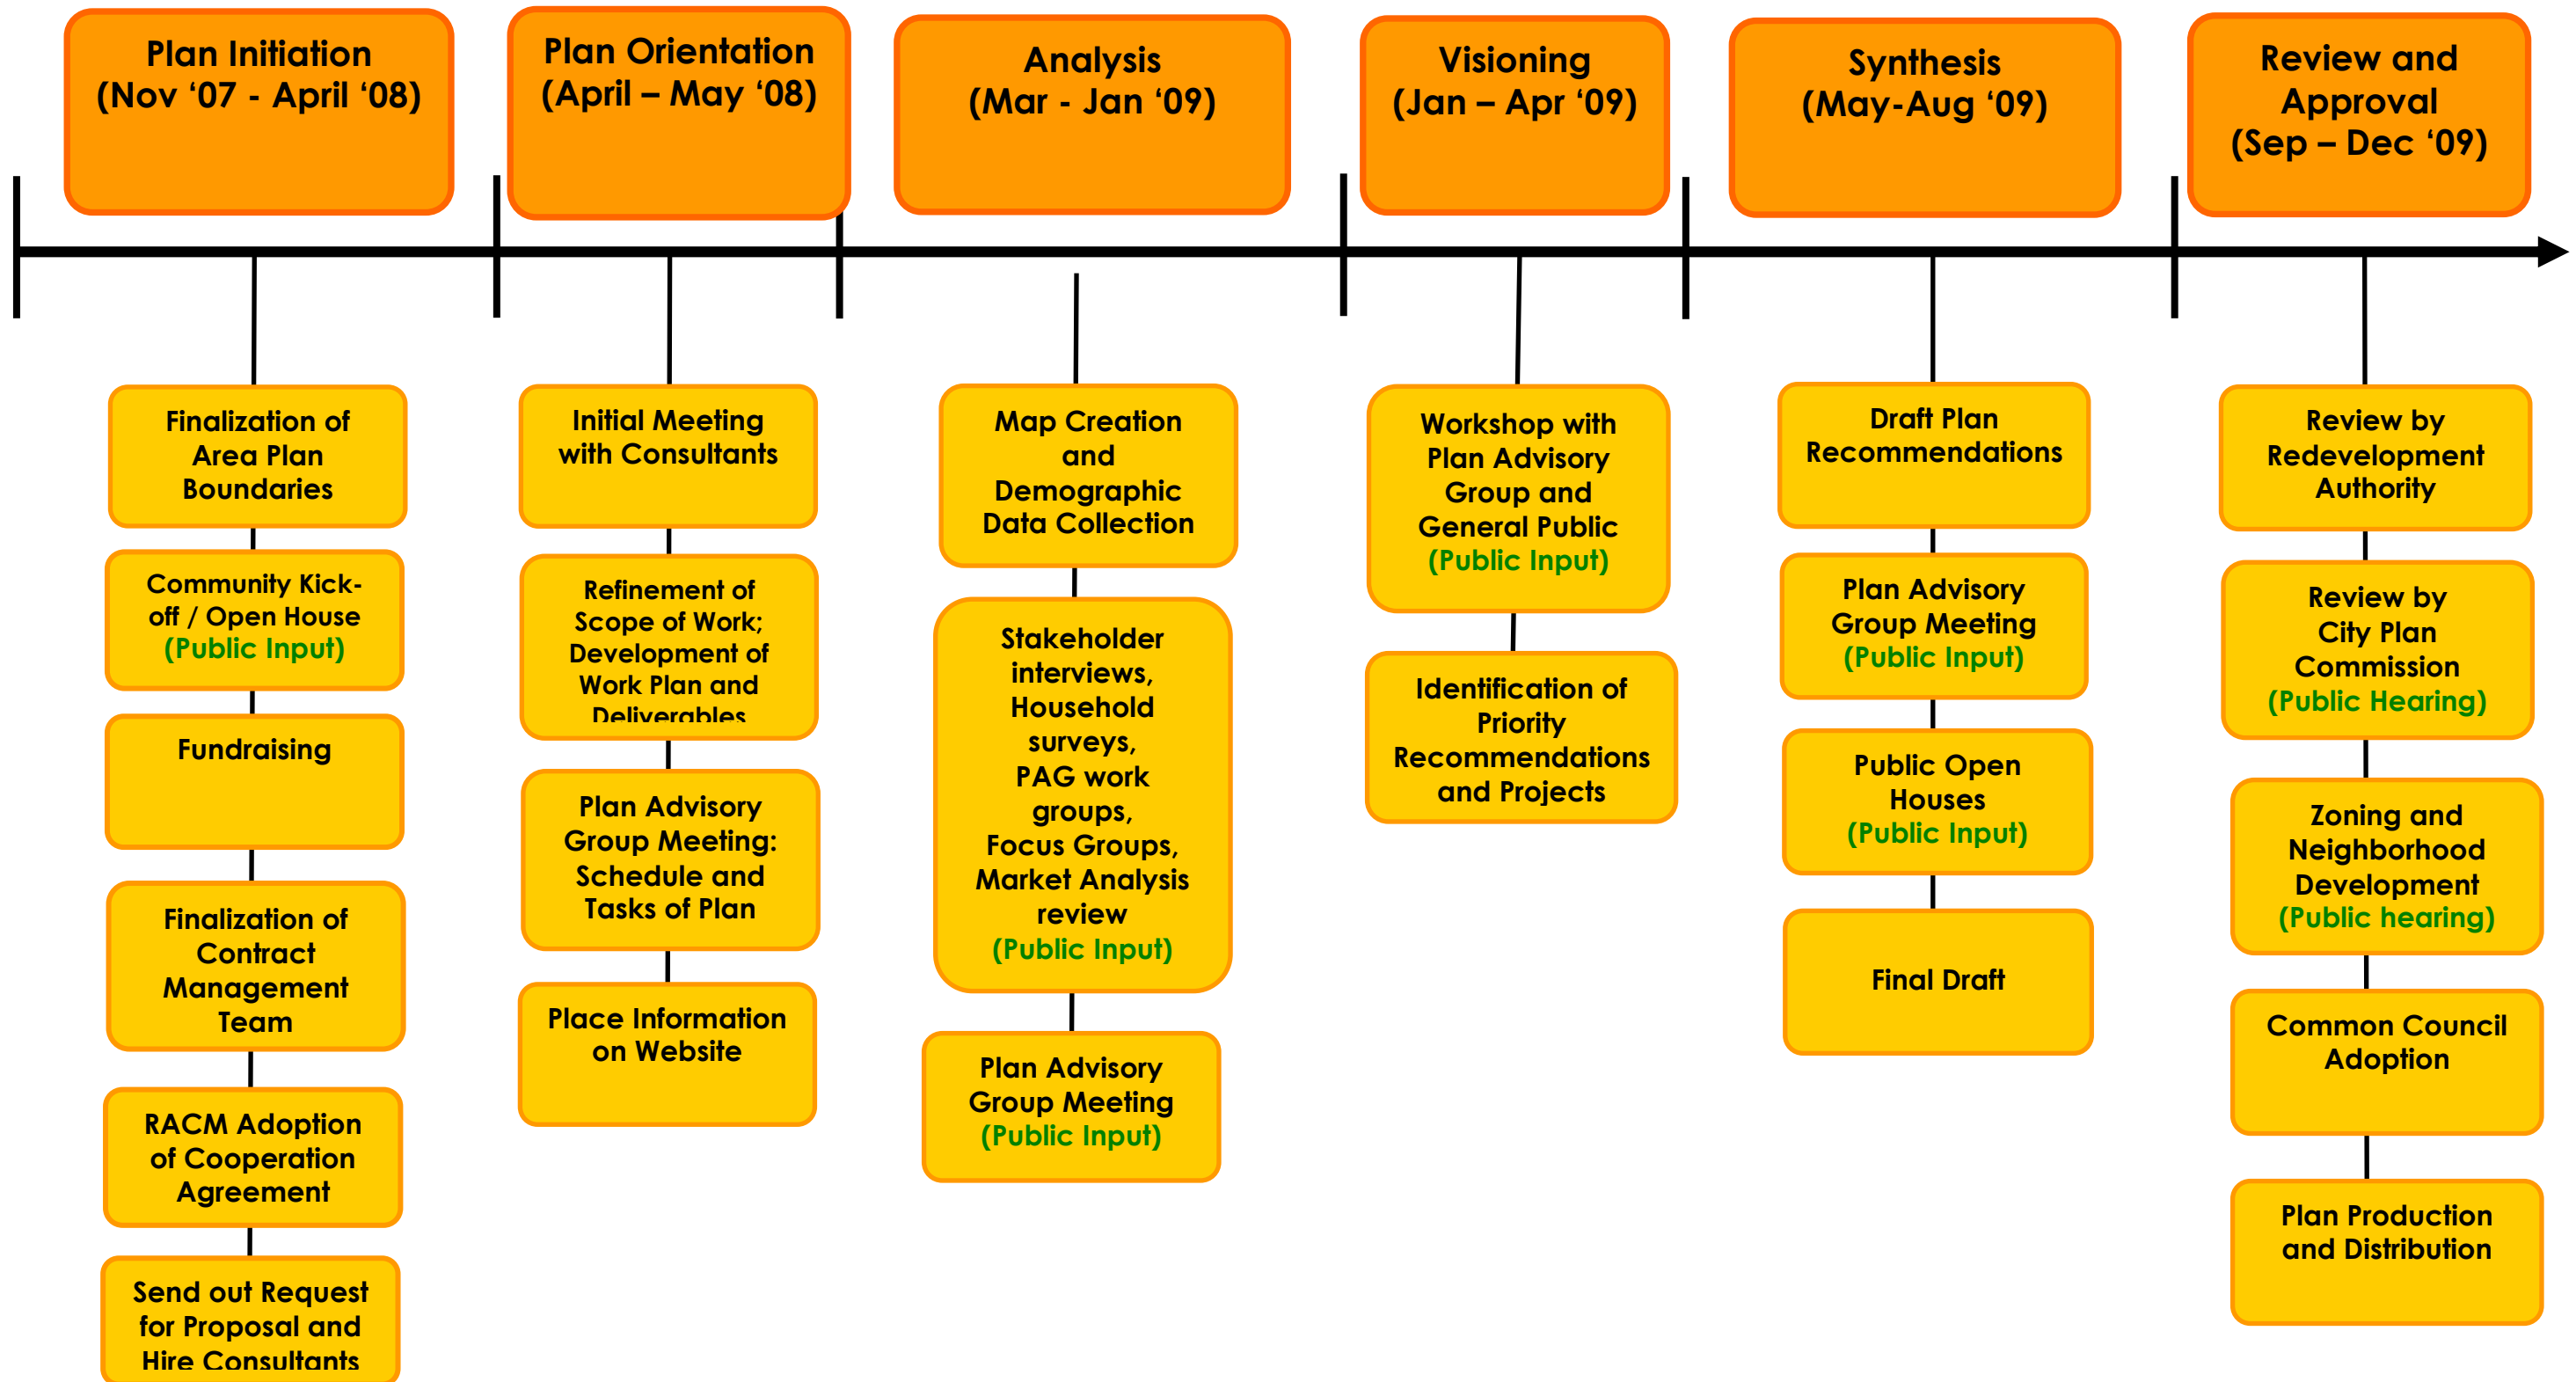 Plan Initiation
(Nov ‘07 - April ‘08)
Plan Orientation
(April – May ‘08)
Analysis
(Mar - Jan ‘09)
Visioning
(Jan – Apr ‘09)
Synthesis
(May-Aug ‘09)
Review and
Approval
(Sep – Dec ‘09)
Finalization of
Area Plan
Boundaries
Community Kick-
off / Open House
(Public Input)
Fundraising
Finalization of
Contract
Management
Team
RACM Adoption
of Cooperation
Agreement
Send out Request
for Proposal and
Hire Consultants
Initial Meeting
with Consultants
Refinement of
Scope of Work;
Development of
Work Plan and
Deliverables
Plan Advisory
Group Meeting:
Schedule and
Tasks of Plan
Place Information
on Website
Map Creation
and
Demographic
Data Collection
Stakeholder
interviews,
Household
surveys,
PAG work
groups,
Focus Groups,
Market Analysis
review
(Public Input)
Plan Advisory
Group Meeting
(Public Input)
Workshop with
Plan Advisory
Group and
General Public
(Public Input)
Identification of
Priority
Recommendations
and Projects
Draft Plan
Recommendations
Plan Advisory
Group Meeting
(Public Input)
Public Open
Houses
(Public Input)
Final Draft
Review by
Redevelopment
Authority
Review by
City Plan
Commission
(Public Hearing)
Zoning and
Neighborhood
Development
(Public hearing)
Common Council
Adoption
Plan Production
and Distribution